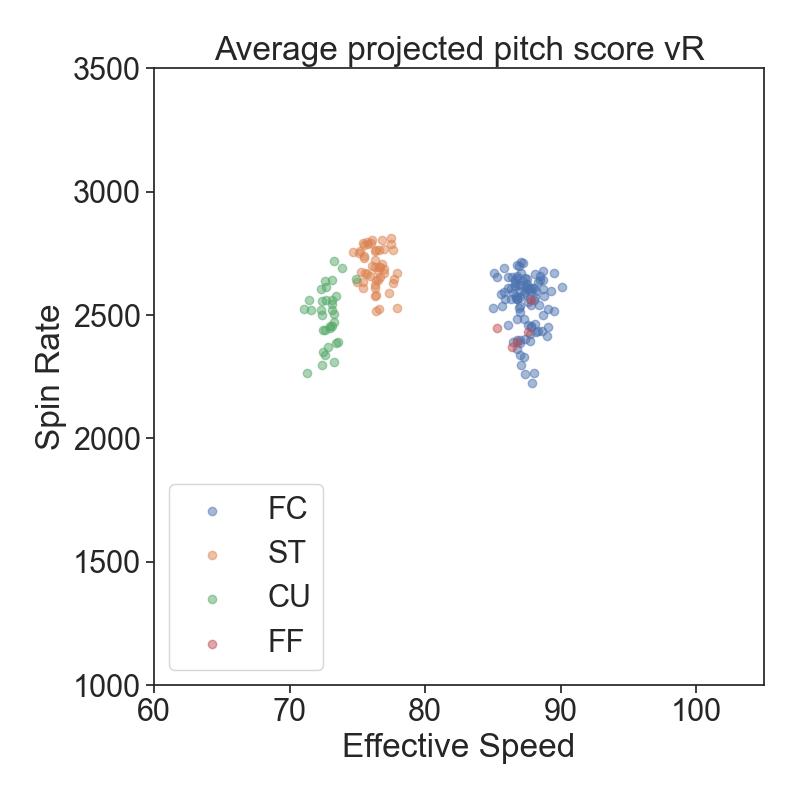 Average projected pitch score vR
3500
3000
2500
2000
1500
1000
Spin Rate
FC
ST
CU
FF
60 70 80 90 100
Effective Speed